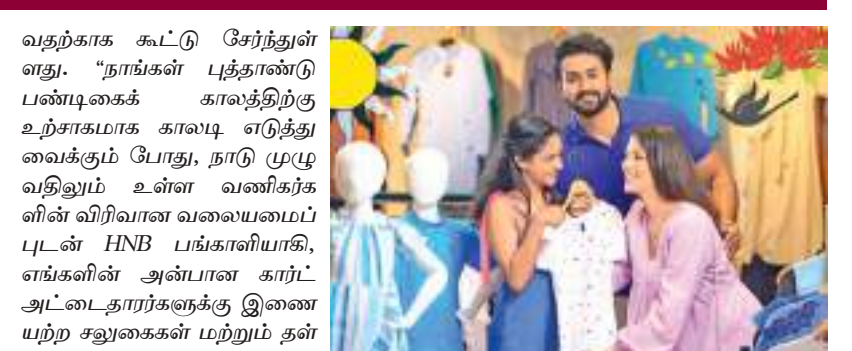 வதற்காக கூட்டு சேர்ந்துள்
ளது. “நாங்கள் புத்தாண்டு
பண்டிகைக் காலத்திற்கு
உற்சாகமாக காலடி எடுத்து
வைக்கும் போது, நாடு முழு
வதிலும் உள்ள வணிகர்க
ளின் விரிவான வலையமைப்
புடன் HNB பங்காளியாகி,
எங்களின் அன்பான கார்ட்
அட்டைதாரர்களுக்கு இணை
யற்ற சலுகைகள் மற்றும் தள்